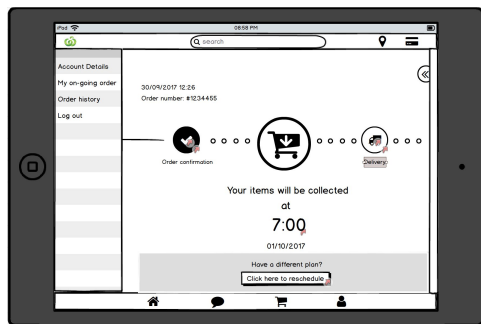 iPad
08:58 PM
search
Account Details
My on-going order
Order history
Log out
30/09/2017 12:26
Order number: #1234455
Order confirmation
Delivery
Your items will be collected
at
7:00
01/10/2017
Have a different plan?
Click here to reschedule